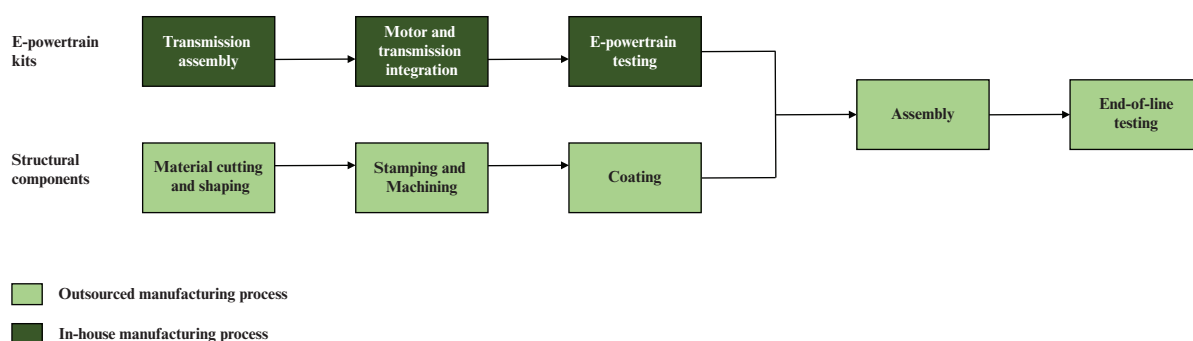 E-powertrain
kits
Transmission
assembly
Motor and
transmission
integration
E-powertrain
testing
Assembly
End-of-line
testing
Structural
components
Material cutting
and shaping
Stamping and
Machining
Coating
Outsourced manufacturing process
In-house manufacturing process